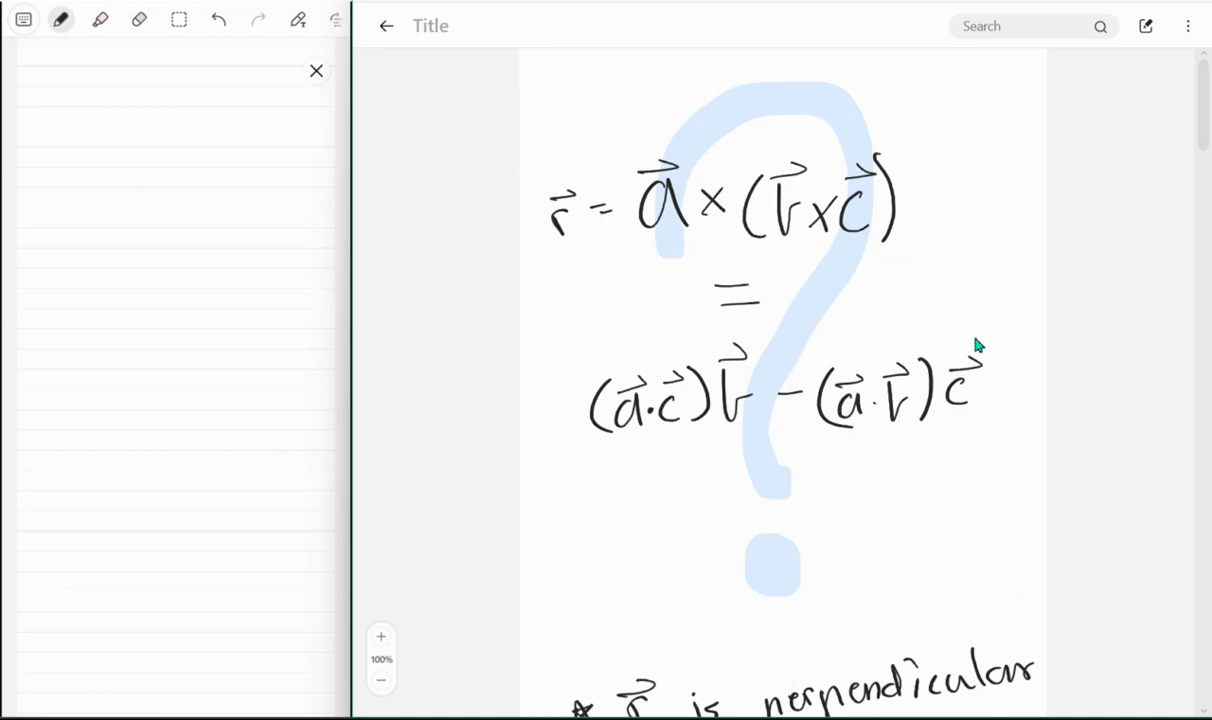 Title
Search
r⃗ = a⃗ × (b⃗ × c⃗)
=
(a⃗·c⃗) b⃗ − (a⃗·b⃗) c⃗
100%
* r⃗ is perpendicular